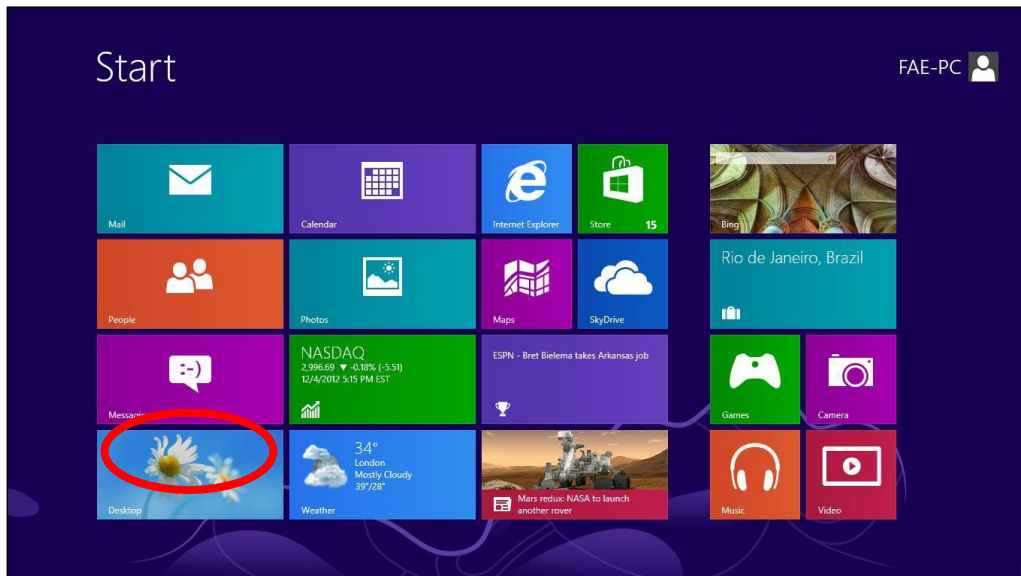 Start
FAE-PC
Mail
Calendar
Internet Explorer
Store
15
Bing
People
Photos
Maps
SkyDrive
Rio de Janeiro, Brazil
Messaging
NASDAQ
2,996.69 ▼ -0.18% (-5.51)
12/4/2012 5:15 PM EST
ESPN - Bret Bielema takes Arkansas job
Games
Camera
Desktop
34°
London
Mostly Cloudy
39°/28°
Weather
Mars redux: NASA to launch
another rover
Music
Video